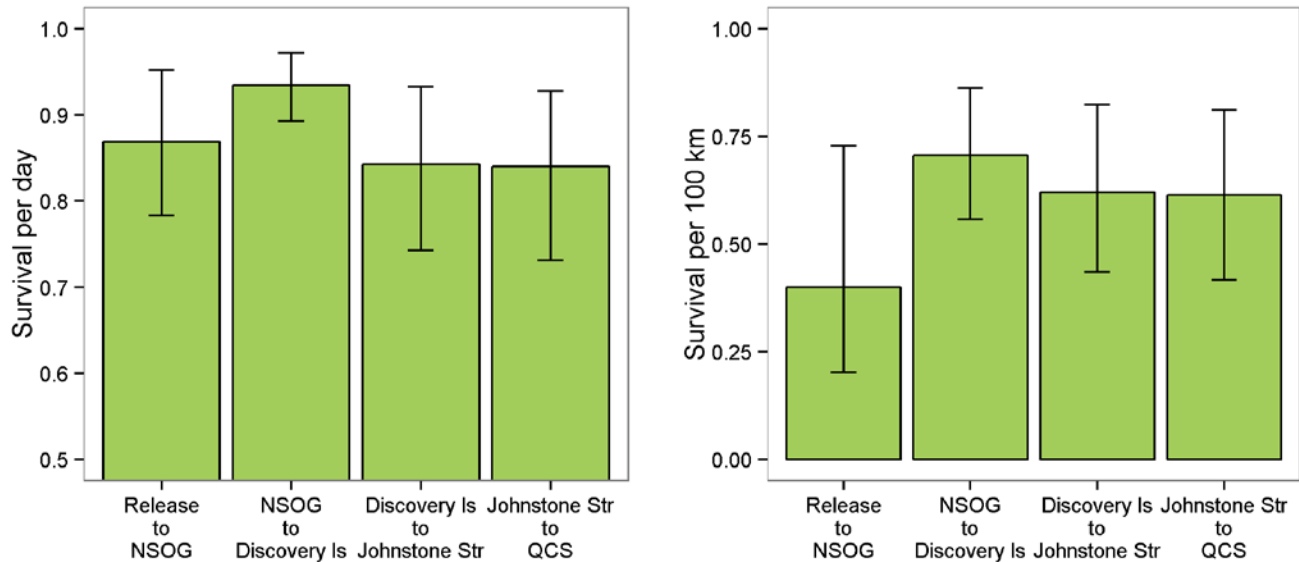 Survival per day
1.0
0.9
0.8
0.7
0.6
0.5
Release
to
NSOG
NSOG
to
Discovery Is
Discovery Is
to
Johnstone Str
Johnstone Str
to
QCS
Survival per 100 km
1.00
0.75
0.50
0.25
0.00
Release
to
NSOG
NSOG
to
Discovery Is
Discovery Is
to
Johnstone Str
Johnstone Str
to
QCS